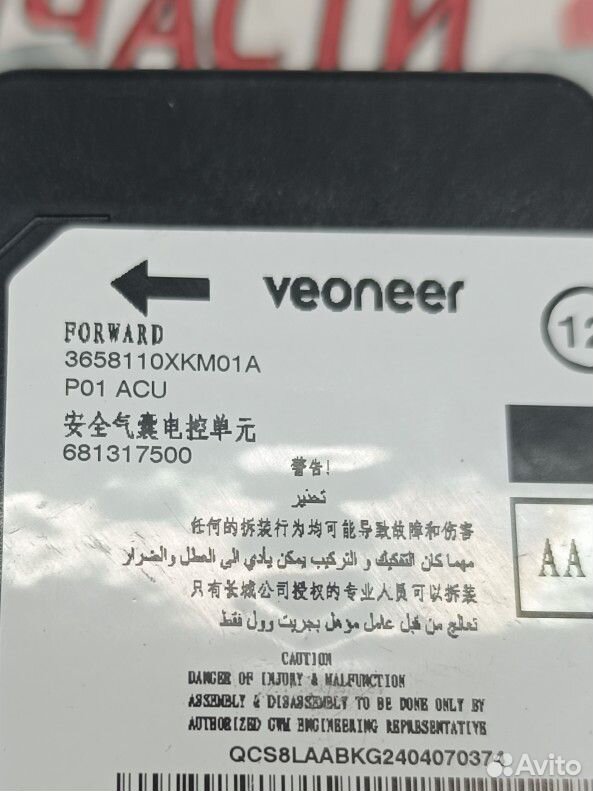 ЧАСТИ
veoneer
FORWARD
3658110XKM01A
P01 ACU
安全气囊电控单元
681317500
12
警告!
تحذير
AA
任何的拆装行为均可能导致故障和伤害
مهما كان التفكيك و التركيب يمكن يأدي الى العطل والضرار
只有长城公司授权的专业人员可以拆装
تعالج من قبل عامل موهل بجريت وول فقط
CAUTION
DANGER OF INJURY & MALFUNCTION
ASSEMBLY & DISASSEMBLY TO BE DONE ONLY BY
AUTHORIZED GWM ENGINEERING REPRESENTATIVE
QCS8LAABKG2404070374
Avito